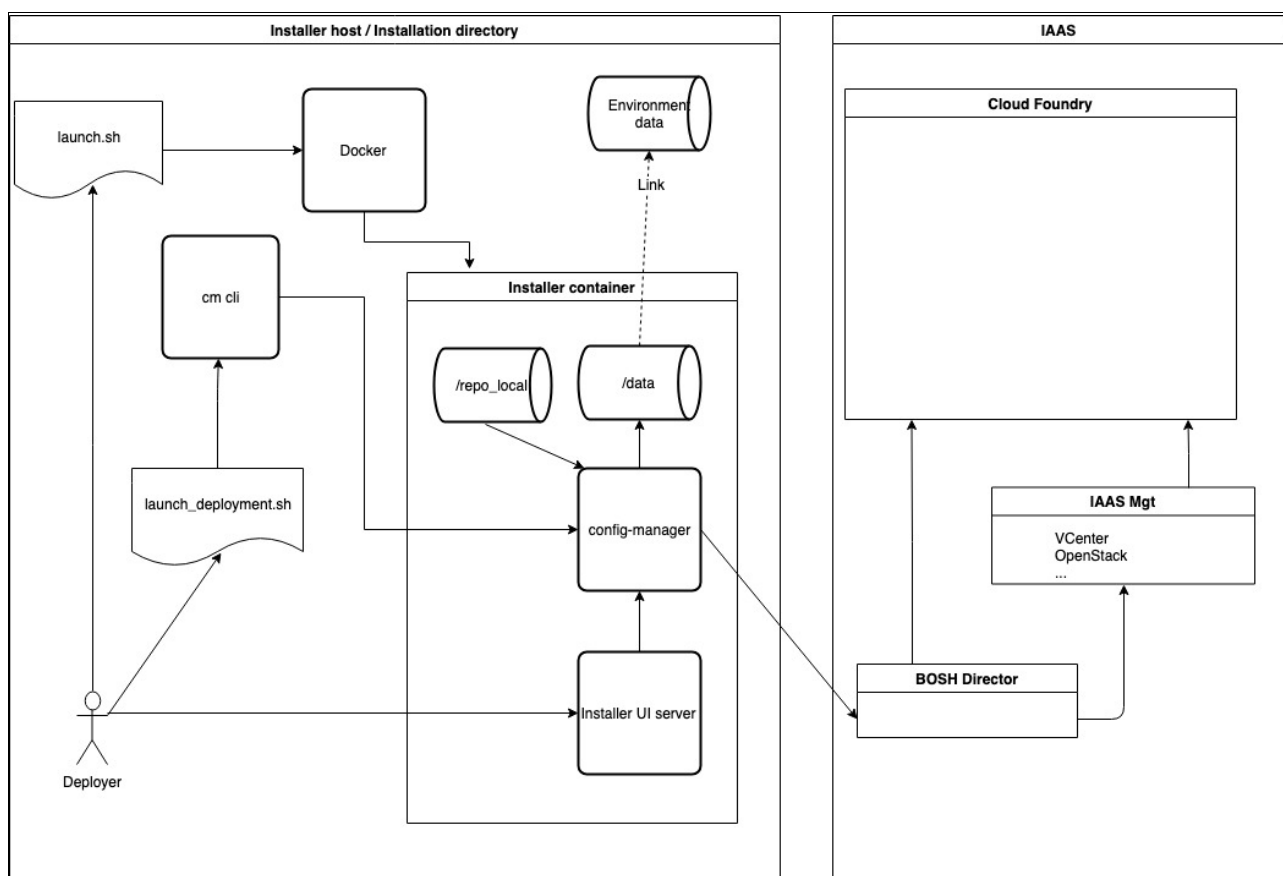 Installer host / Installation directory
IAAS
launch.sh
Docker
Environment
data
Link
Cloud Foundry
cm cli
Installer container
/repo_local
/data
launch_deployment.sh
config-manager
IAAS Mgt
VCenter
OpenStack
...
Installer UI server
BOSH Director
Deployer